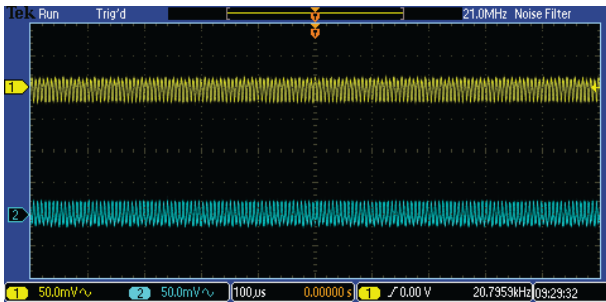 Tek Run Trig'd 21.0MHz Noise Filter
1
2
1 50.0mV 2 50.0mV 100µs 0.00000 s 1 0.00 V 20.7959kHz 09:29:32